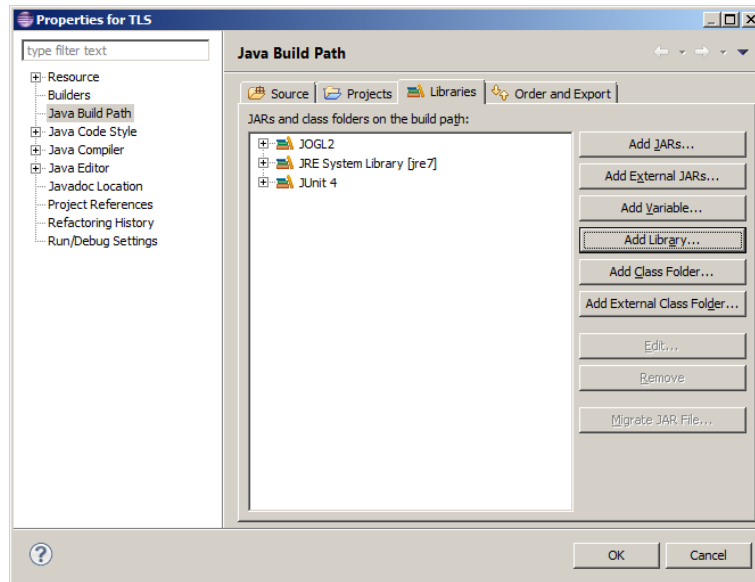 Properties for TLS
type filter text
Resource
Builders
Java Build Path
Java Code Style
Java Compiler
Java Editor
Javadoc Location
Project References
Refactoring History
Run/Debug Settings
Java Build Path
Source Projects Libraries Order and Export
JARs and class folders on the build path:
JOGL2
JRE System Library [jre7]
JUnit 4
Add JARs...
Add External JARs...
Add Variable...
Add Library...
Add Class Folder...
Add External Class Folder...
Edit...
Remove
Migrate JAR File...
?
OK Cancel